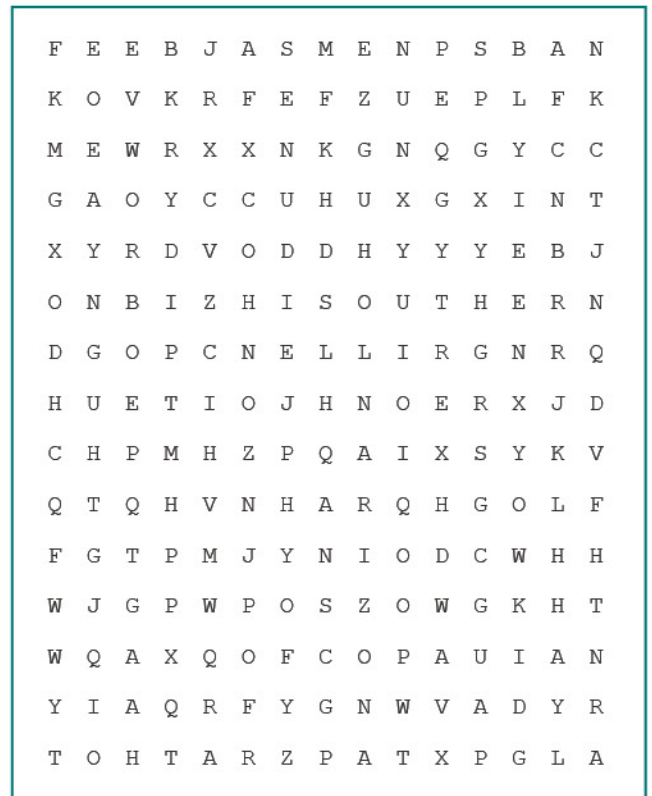 F E E B J A S M E N P S B A N
K O V K R F E F Z U E P L F K
M E W R X X N K G N Q G Y C C
G A O Y C C U H U X G X I N T
X Y R D V O D D H Y Y Y E B J
O N B I Z H I S O U T H E R N
D G O P C N E L L I R G N R Q
H U E T I O J H N O E R X J D
C H P M H Z P Q A I X S Y K V
Q T Q H V N H A R Q H G O L F
F G T P M J Y N I O D C W H H
W J G P W P O S Z O W G K H T
W Q A X Q O F C O P A U I A N
Y I A Q R F Y G N W V A D Y R
T O H T A R Z P A T X P G L A